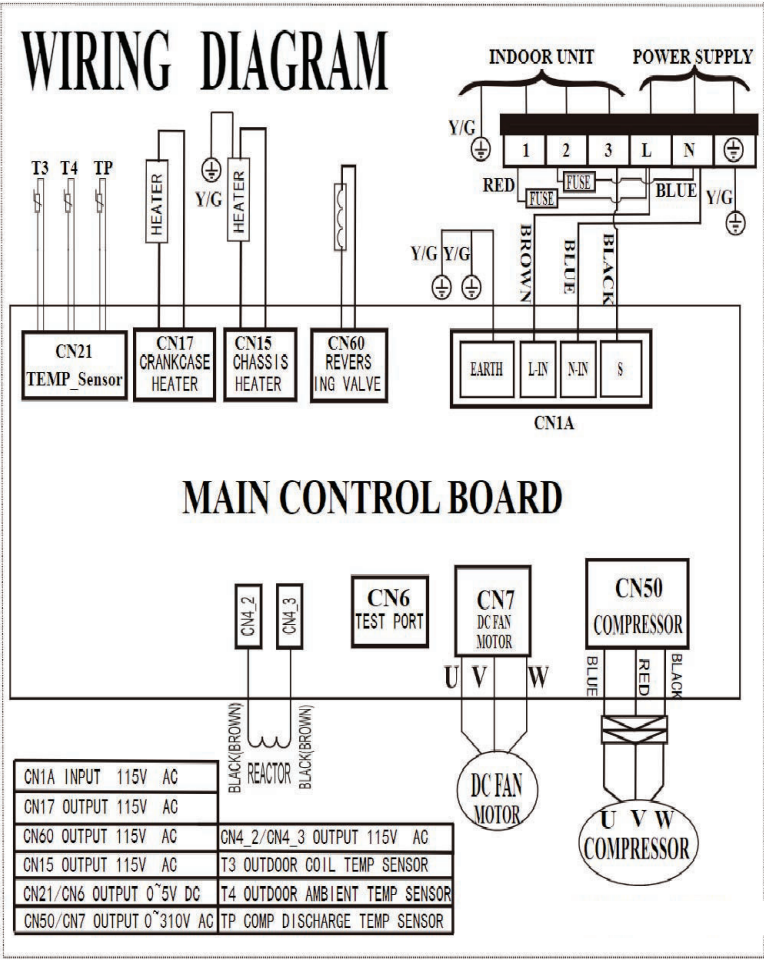 WIRING DIAGRAM
INDOOR UNIT POWER SUPPLY
Y/G
1 2 3 L N
RED FUSE FUSE BLUE Y/G
T3 T4 TP
HEATER
Y/G
HEATER
Y/G Y/G
BROWN
BLUE
BLACK
CN21
TEMP_Sensor
CN17
CRANKCASE
HEATER
CN15
CHASSIS
HEATER
CN60
REVERS
ING VALVE
EARTH L-IN N-IN S
CN1A
MAIN CONTROL BOARD
CN4_2
CN4_3
CN6
TEST PORT
CN7
DC FAN
MOTOR
CN50
COMPRESSOR
U V W
BLUE
RED
BLACK
BLACK(BROWN)
REACTOR
BLACK(BROWN)
DC FAN
MOTOR
U V W
COMPRESSOR
CN1A INPUT 115V AC
CN17 OUTPUT 115V AC
CN60 OUTPUT 115V AC CN4_2/CN4_3 OUTPUT 115V AC
CN15 OUTPUT 115V AC T3 OUTDOOR COIL TEMP SENSOR
CN21/CN6 OUTPUT 0~5V DC T4 OUTDOOR AMBIENT TEMP SENSOR
CN50/CN7 OUTPUT 0~310V AC TP COMP DISCHARGE TEMP SENSOR